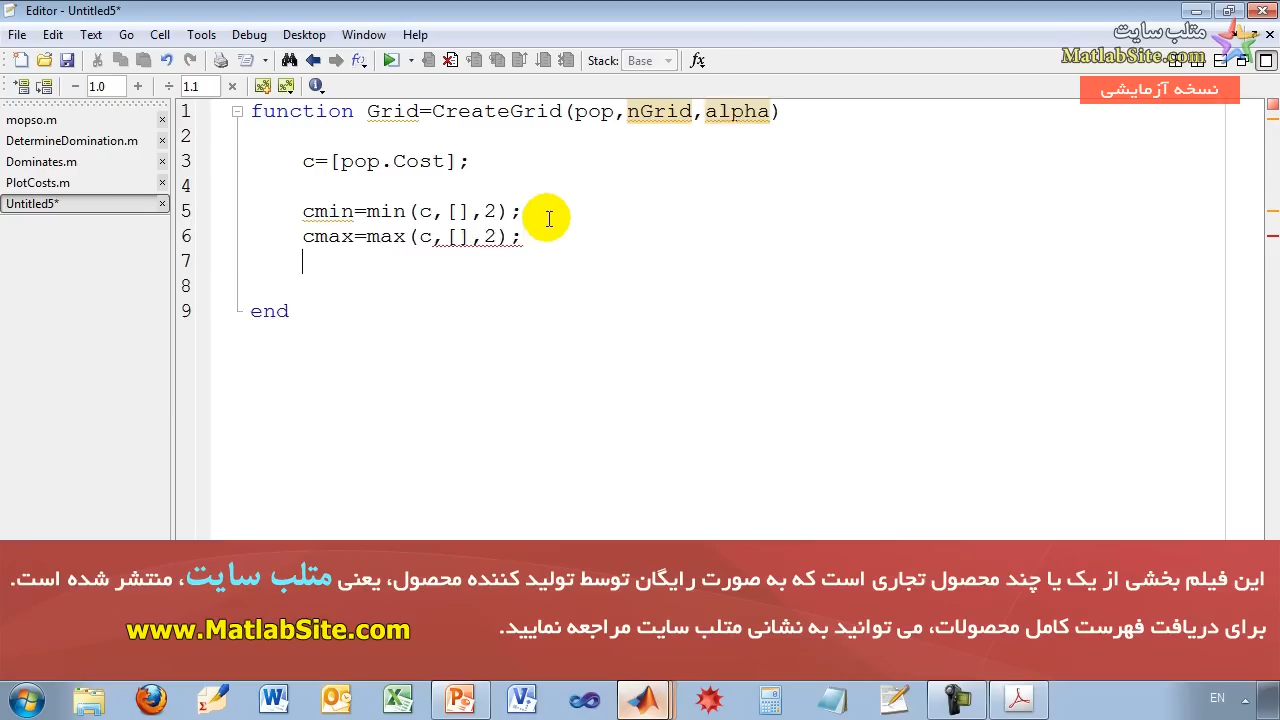 Editor - Untitled5*
File Edit Text Go Cell Tools Debug Desktop Window Help
متلب سایت
MatlabSite.com
Stack: Base fx
نسخه آزمایشی
− 1.0 + ÷ 1.1 ×
mopso.m
DetermineDomination.m
Dominates.m
PlotCosts.m
Untitled5*
1 function Grid=CreateGrid(pop,nGrid,alpha)
2
3 c=[pop.Cost];
4
5 cmin=min(c,[],2);
6 cmax=max(c,[],2);
7
8
9 end
این فیلم بخشی از یک یا چند محصول تجاری است که به صورت رایگان توسط تولید کننده محصول، یعنی متلب سایت، منتشر شده است.
برای دریافت فهرست کامل محصولات، می توانید به نشانی متلب سایت مراجعه نمایید.
www.MatlabSite.com
EN